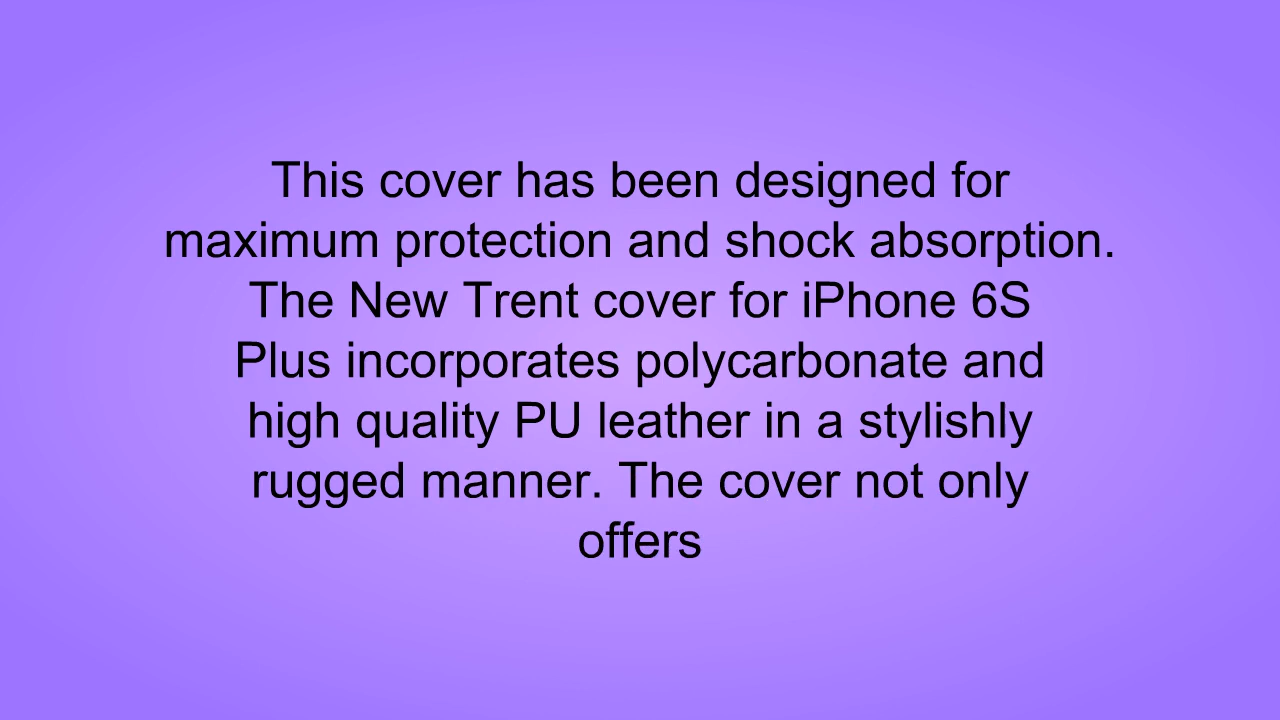 This cover has been designed for
maximum protection and shock absorption.
The New Trent cover for iPhone 6S
Plus incorporates polycarbonate and
high quality PU leather in a stylishly
rugged manner. The cover not only
offers